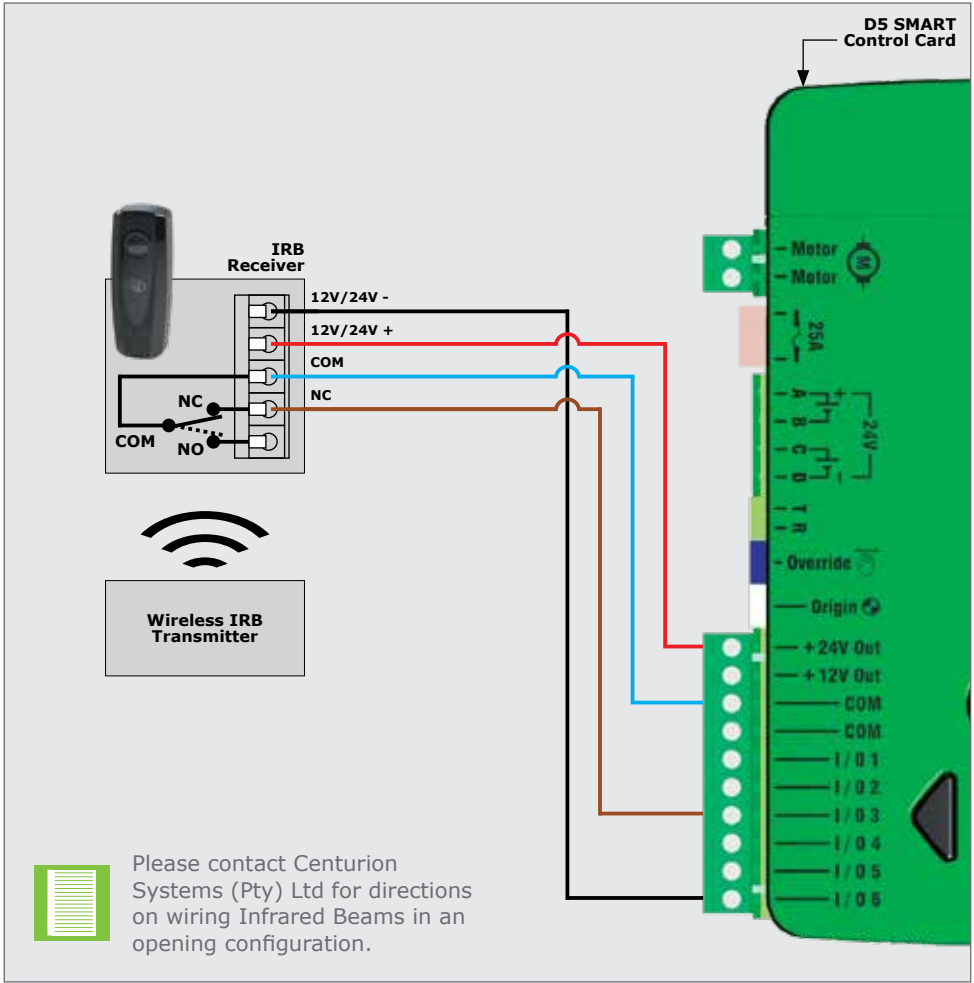 D5 SMART
Control Card
IRB
Receiver
12V/24V -
12V/24V +
COM
NC
NC
COM
NO
Wireless IRB
Transmitter
- Motor
- Motor
M
25A
A
+
B
C
D
–
24V
T
R
- Override
Origin
+ 24V Out
+ 12V Out
COM
COM
I / O 1
I / O 2
I / O 3
I / O 4
I / O 5
I / O 6
Please contact Centurion
Systems (Pty) Ltd for directions
on wiring Infrared Beams in an
opening configuration.